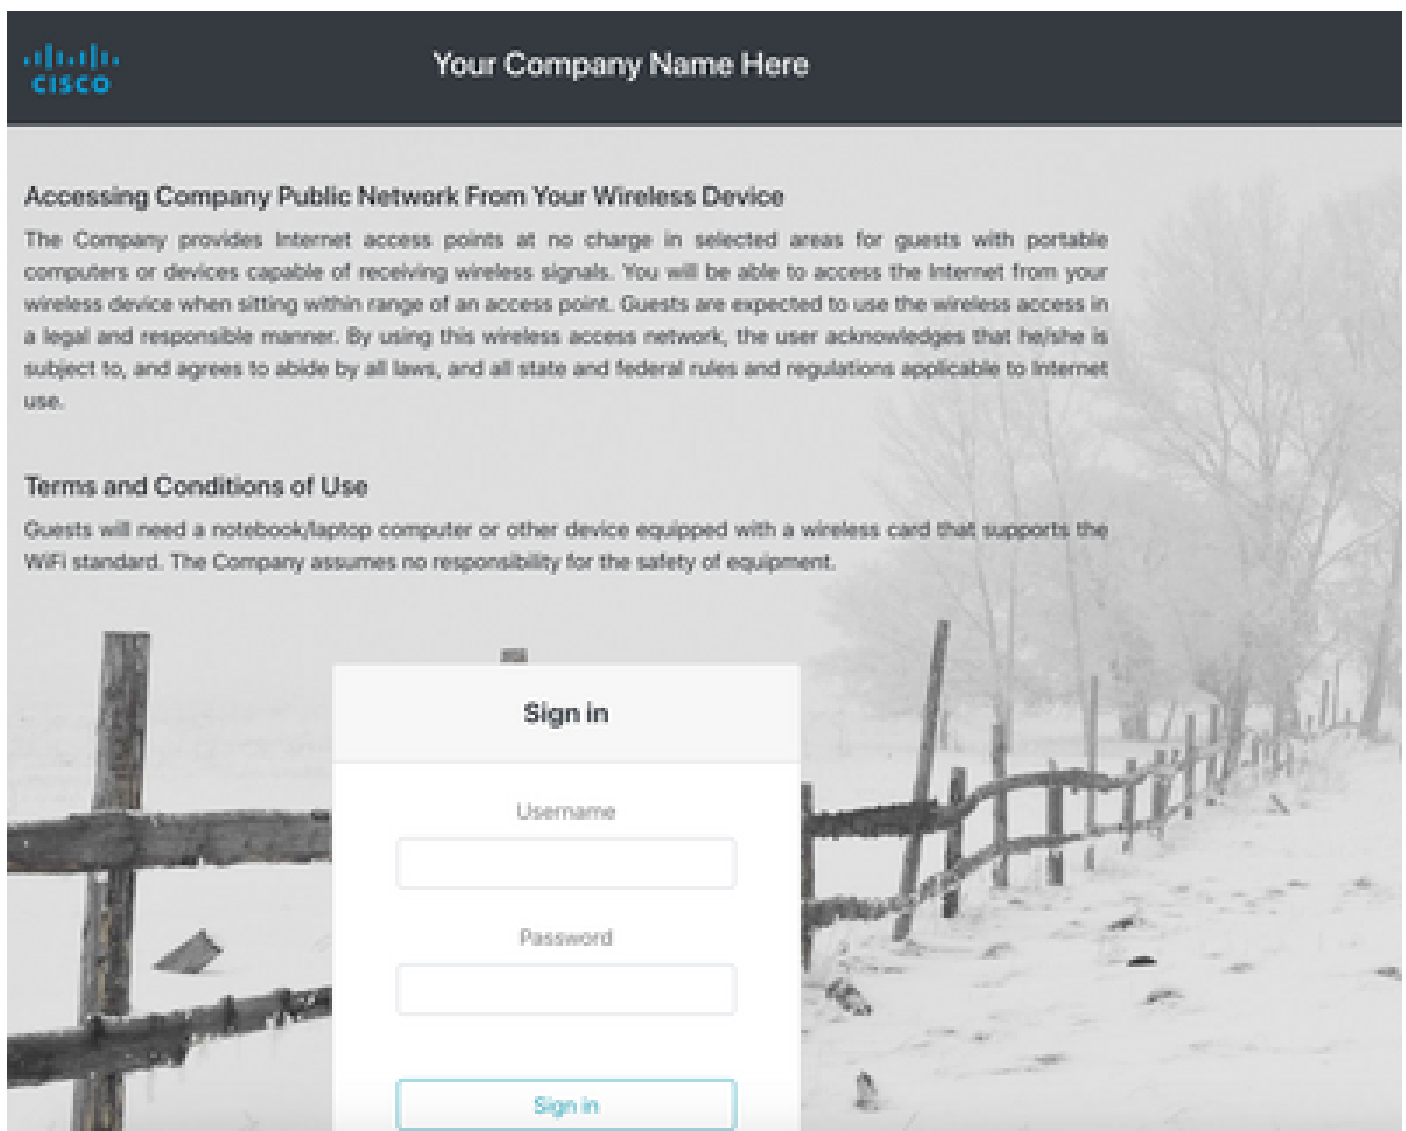 CISCO
Your Company Name Here
Accessing Company Public Network From Your Wireless Device
The Company provides Internet access points at no charge in selected areas for guests with portable
computers or devices capable of receiving wireless signals. You will be able to access the Internet from your
wireless device when sitting within range of an access point. Guests are expected to use the wireless access in
a legal and responsible manner. By using this wireless access network, the user acknowledges that he/she is
subject to, and agrees to abide by all laws, and all state and federal rules and regulations applicable to Internet
use.
Terms and Conditions of Use
Guests will need a notebook/laptop computer or other device equipped with a wireless card that supports the
WiFi standard. The Company assumes no responsibility for the safety of equipment.
Sign in
Username
Password
Sign in